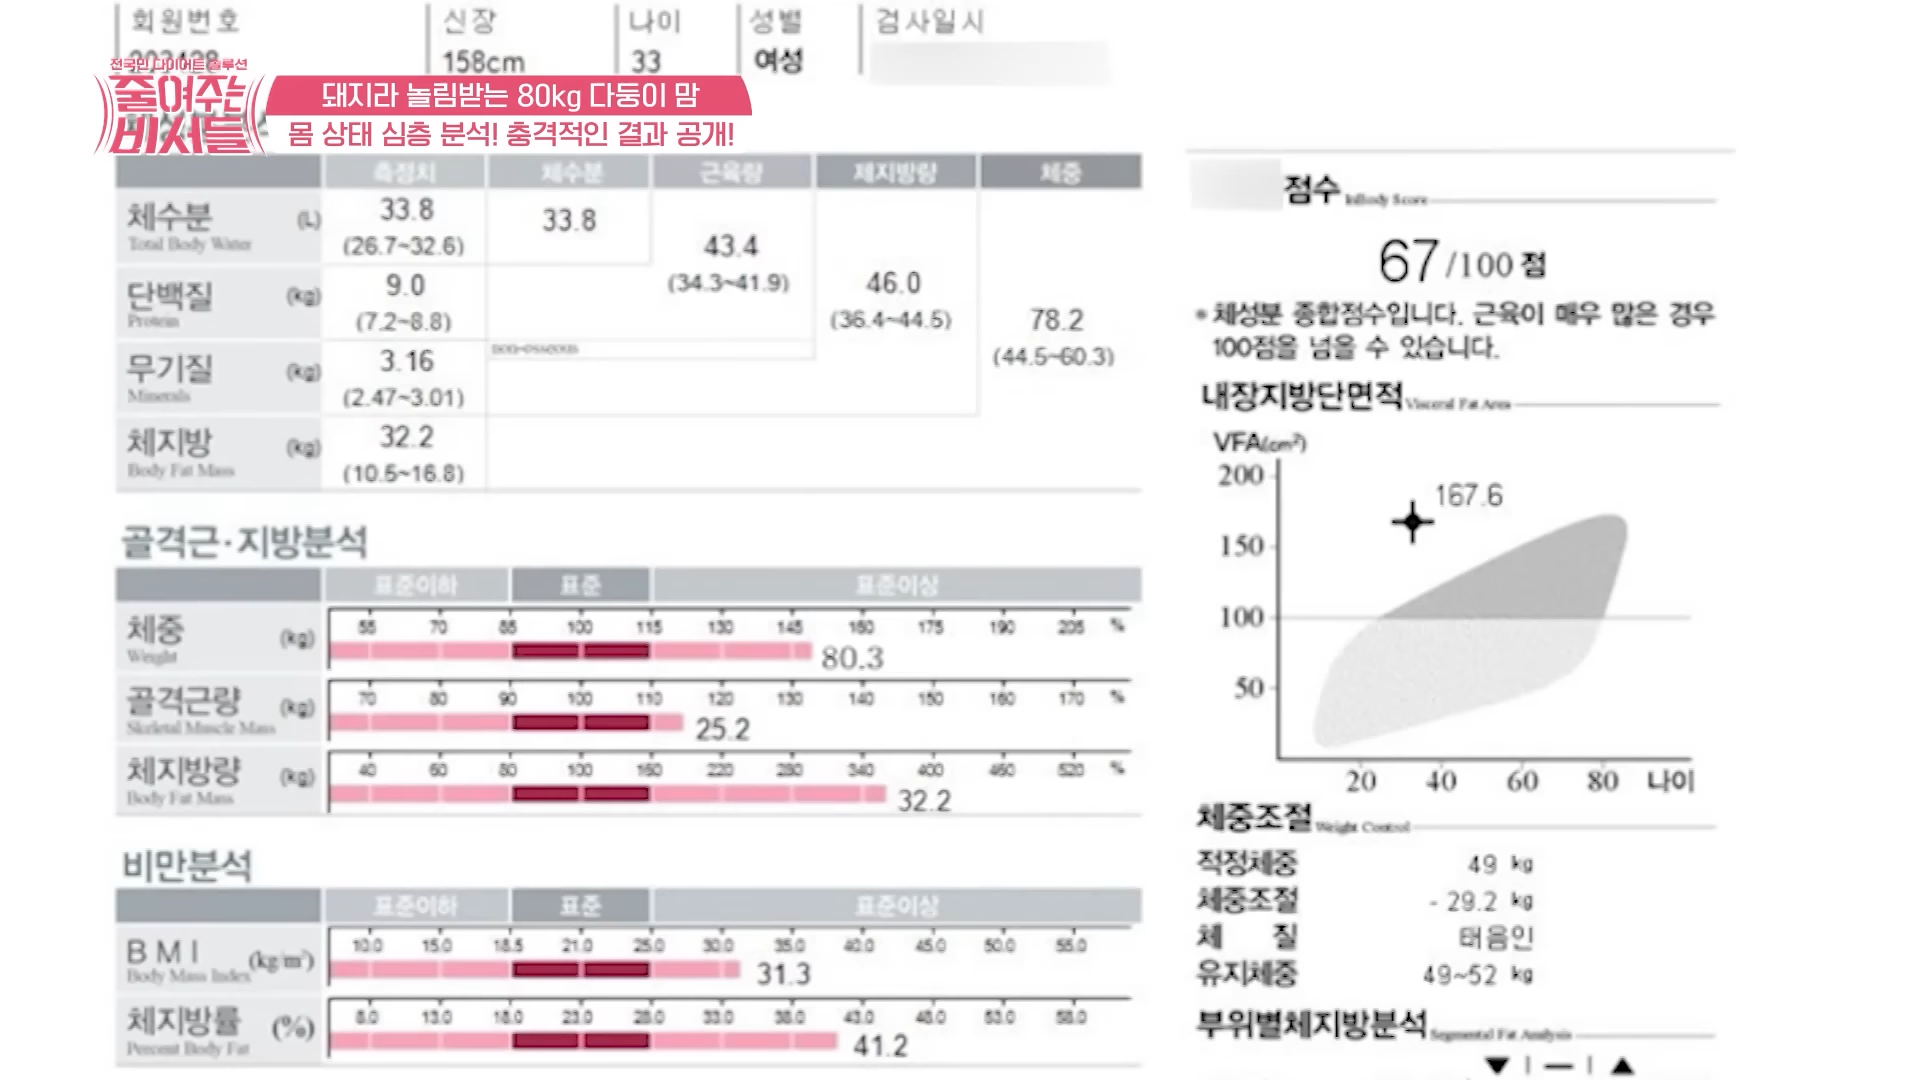 회원번호 신장 나이 성별 검사일시
158cm 33 여성
전국민 다이어트 솔루션
줄여주는
비서들
돼지라 놀림받는 80kg 다둥이 맘
몸 상태 심층 분석! 충격적인 결과 공개!
측정치 체수분 근육량 제지방량 체중
체수분 (L) 33.8 33.8
Total Body Water (26.7~32.6)
43.4
(34.3~41.9)
단백질 (kg) 9.0
Protein (7.2~8.8)
46.0
(36.4~44.5)
78.2
(44.5~60.3)
non-osseous
무기질 (kg) 3.16
Minerals (2.47~3.01)
체지방 (kg) 32.2
Body Fat Mass (10.5~16.8)
골격근·지방분석
표준이하 표준 표준이상
체중 (kg) 55 70 85 100 115 130 145 160 175 190 205 %
Weight 80.3
골격근량 (kg) 70 80 90 100 110 120 130 140 150 160 170 %
Skeletal Muscle Mass 25.2
체지방량 (kg) 40 60 80 100 160 220 280 340 400 460 520 %
Body Fat Mass 32.2
비만분석
표준이하 표준 표준이상
BMI (kg/m²) 10.0 15.0 18.5 21.0 25.0 30.0 35.0 40.0 45.0 50.0 55.0
Body Mass Index 31.3
체지방률 (%) 8.0 13.0 18.0 23.0 28.0 33.0 38.0 43.0 48.0 53.0 58.0
Percent Body Fat 41.2
점수 InBody Score
67/100 점
* 체성분 종합점수입니다. 근육이 매우 많은 경우
100점을 넘을 수 있습니다.
내장지방단면적 Visceral Fat Area
VFA(cm²)
200
167.6
150
100
50
20 40 60 80 나이
체중조절 Weight Control
적정체중 49 kg
체중조절 - 29.2 kg
체 질 태음인
유지체중 49~52 kg
부위별체지방분석 Segmental Fat Analysis
▼ | — | ▲